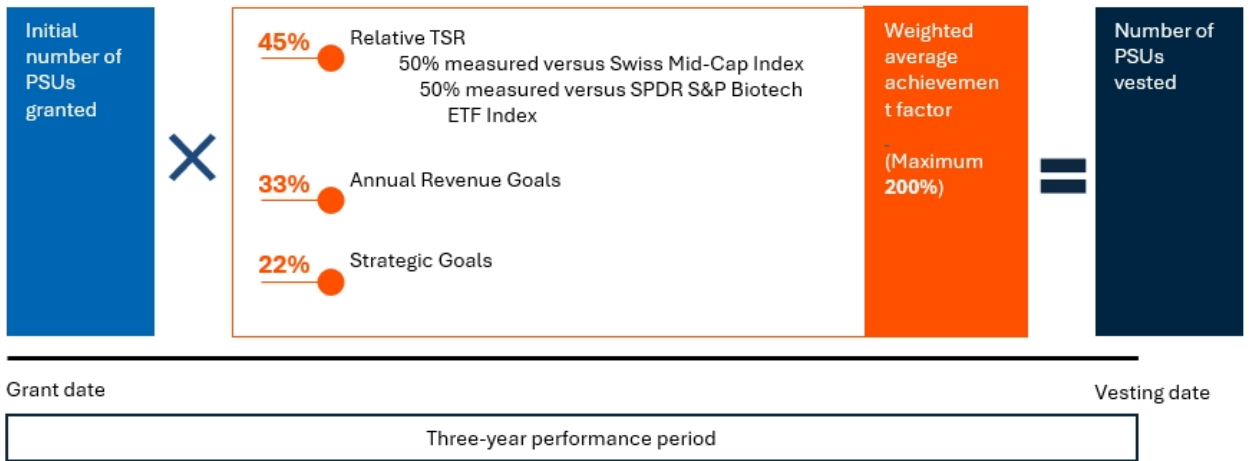 Initial
number of
PSUs
granted
45%
Relative TSR
50% measured versus Swiss Mid-Cap Index
50% measured versus SPDR S&P Biotech
ETF Index
33%
Annual Revenue Goals
22%
Strategic Goals
Weighted
average
achievemen
t factor
-
(Maximum
200%)
Number of
PSUs
vested
Grant date
Vesting date
Three-year performance period